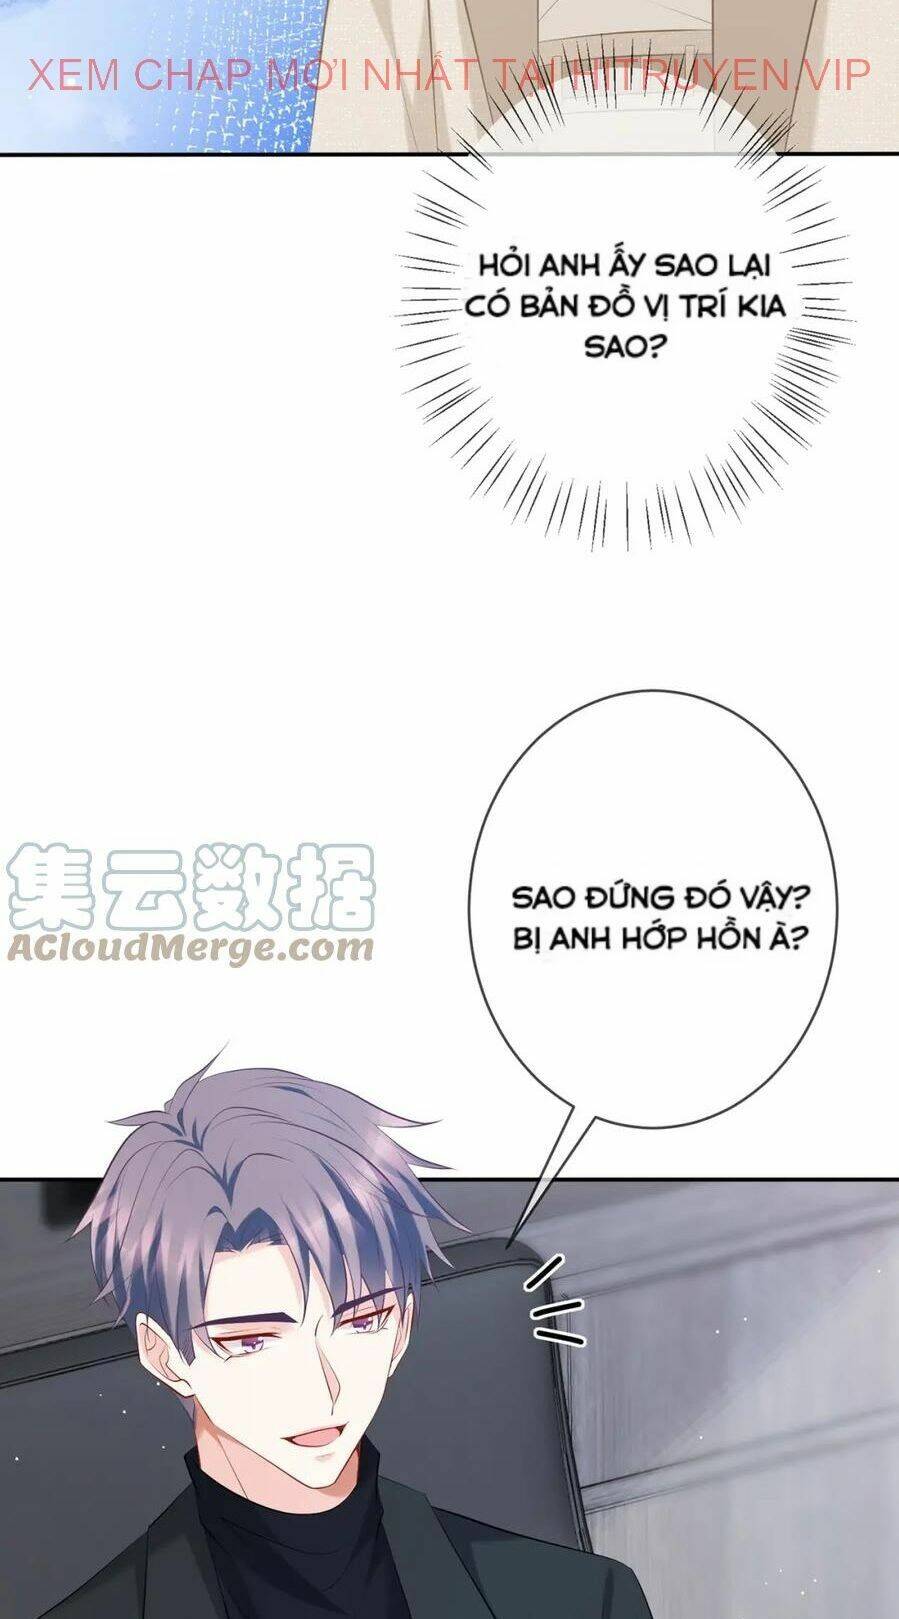 XEM CHAP MỚI NHẤT TẠI HITRUYEN.VIP
HỎI ANH ẤY SAO LẠI
CÓ BẢN ĐỒ VỊ TRÍ KIA
SAO?
集云数据
ACloudMerge.com
SAO ĐỨNG ĐÓ VẬY?
BỊ ANH HỚP HỒN À?